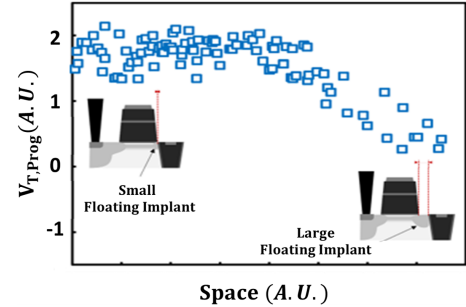 2
1
0
-1
V_T,Prog (A. U.)
Small
Floating Implant
Large
Floating Implant
Space (A. U.)